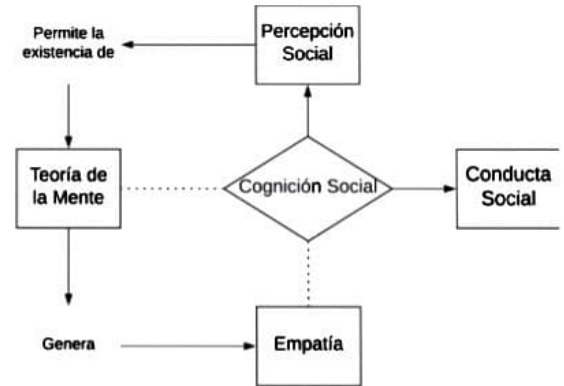 Permite la
existencia de
Percepción
Social
Teoría de
la Mente
Cognición Social
Conducta
Social
Genera
Empatía